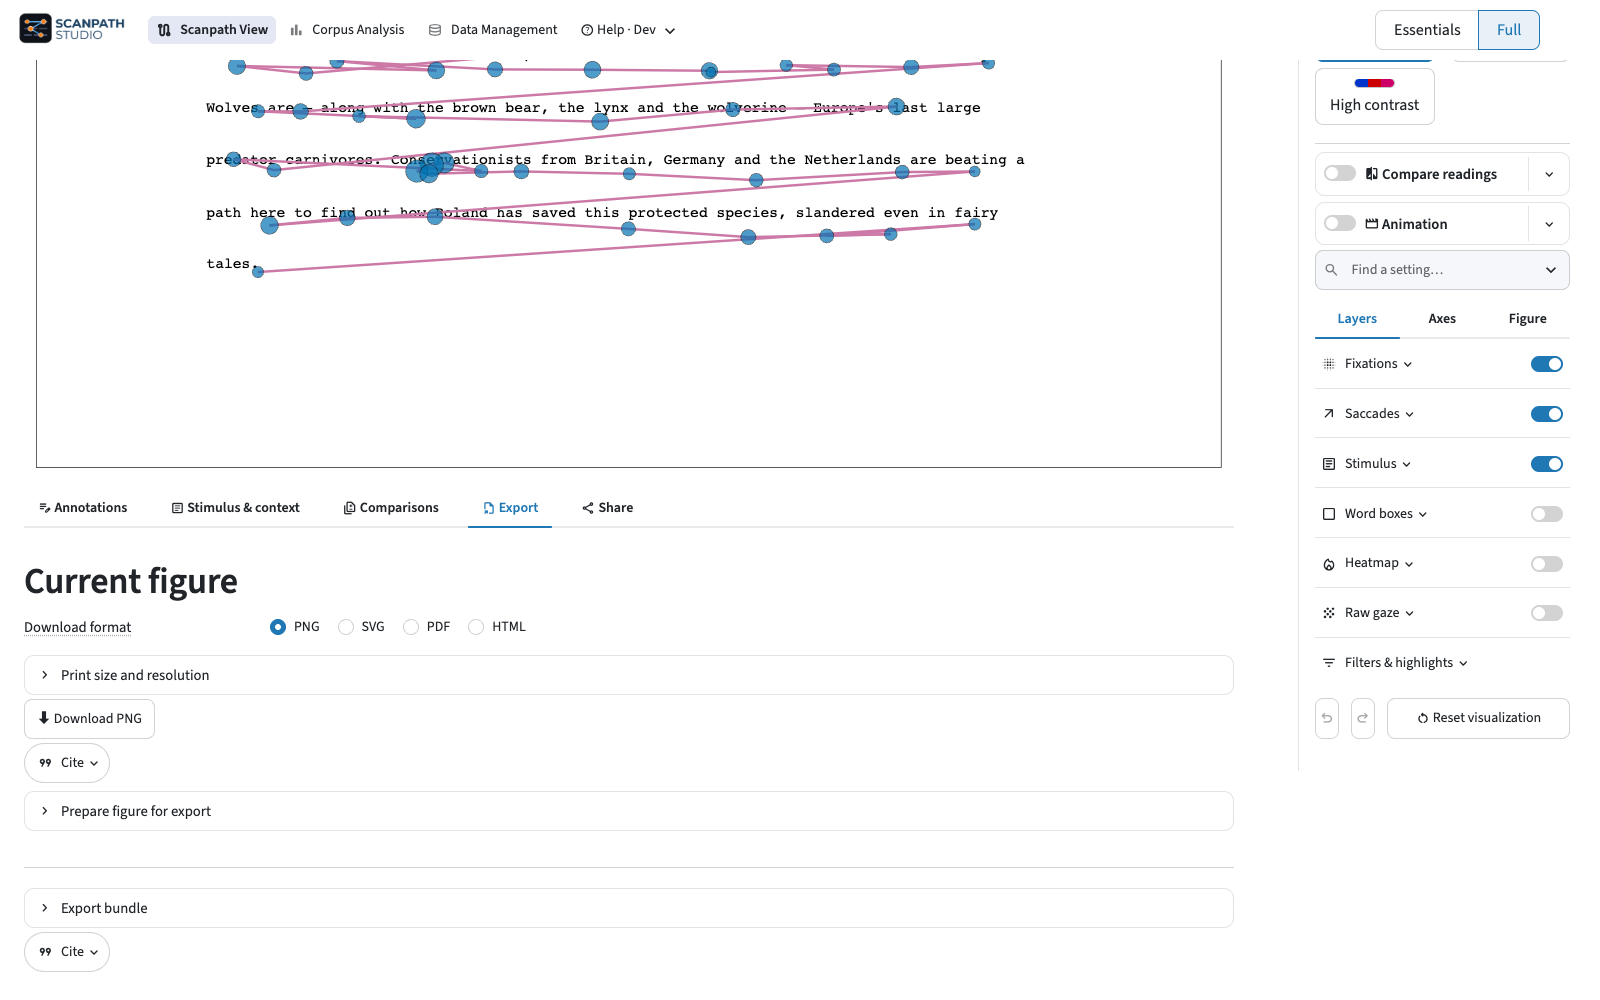 SCANPATH
STUDIO
Scanpath View
Corpus Analysis
Data Management
Help · Dev
Essentials
Full
Wolves are – along with the brown bear, the lynx and the wolverine – Europe's last large
predator carnivores. Conservationists from Britain, Germany and the Netherlands are beating a
path here to find out how Poland has saved this protected species, slandered even in fairy
tales.
High contrast
Compare readings
Animation
Find a setting...
Layers
Axes
Figure
Fixations
Saccades
Stimulus
Word boxes
Heatmap
Raw gaze
Filters & highlights
Reset visualization
Annotations
Stimulus & context
Comparisons
Export
Share
Current figure
Download format
PNG
SVG
PDF
HTML
Print size and resolution
Download PNG
Cite
Prepare figure for export
Export bundle
Cite